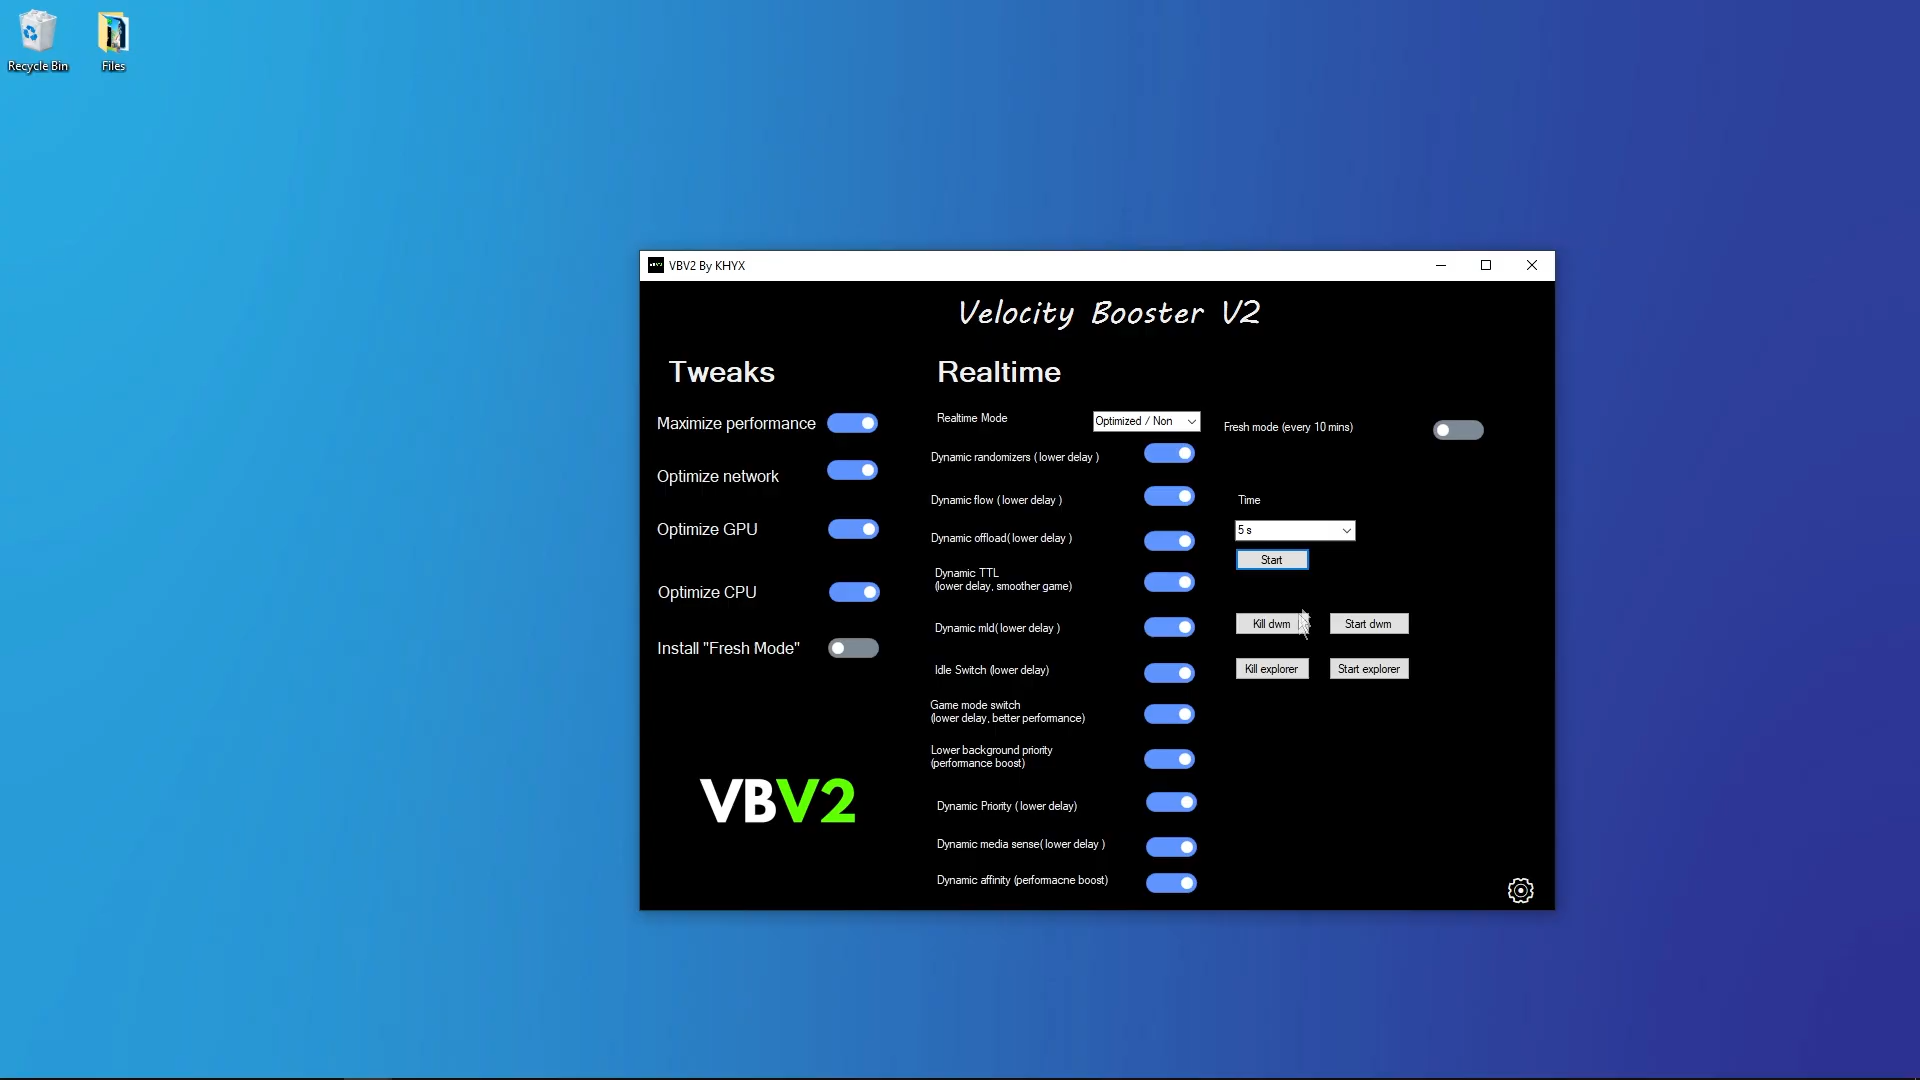 Recycle Bin
Files
VBV2 By KHYX
Velocity Booster V2
Tweaks
Maximize performance
Optimize network
Optimize GPU
Optimize CPU
Install "Fresh Mode"
VBV2
Realtime
Realtime Mode
Optimized / Non
Dynamic randomizers ( lower delay )
Dynamic flow ( lower delay )
Dynamic offload( lower delay )
Dynamic TTL
(lower delay, smoother game)
Dynamic mld( lower delay )
Idle Switch (lower delay)
Game mode switch
(lower delay, better performance)
Lower background priority
(performance boost)
Dynamic Priority ( lower delay)
Dynamic media sense( lower delay )
Dynamic affinity (performacne boost)
Fresh mode (every 10 mins)
Time
5 s
Start
Kill dwm
Start dwm
Kill explorer
Start explorer